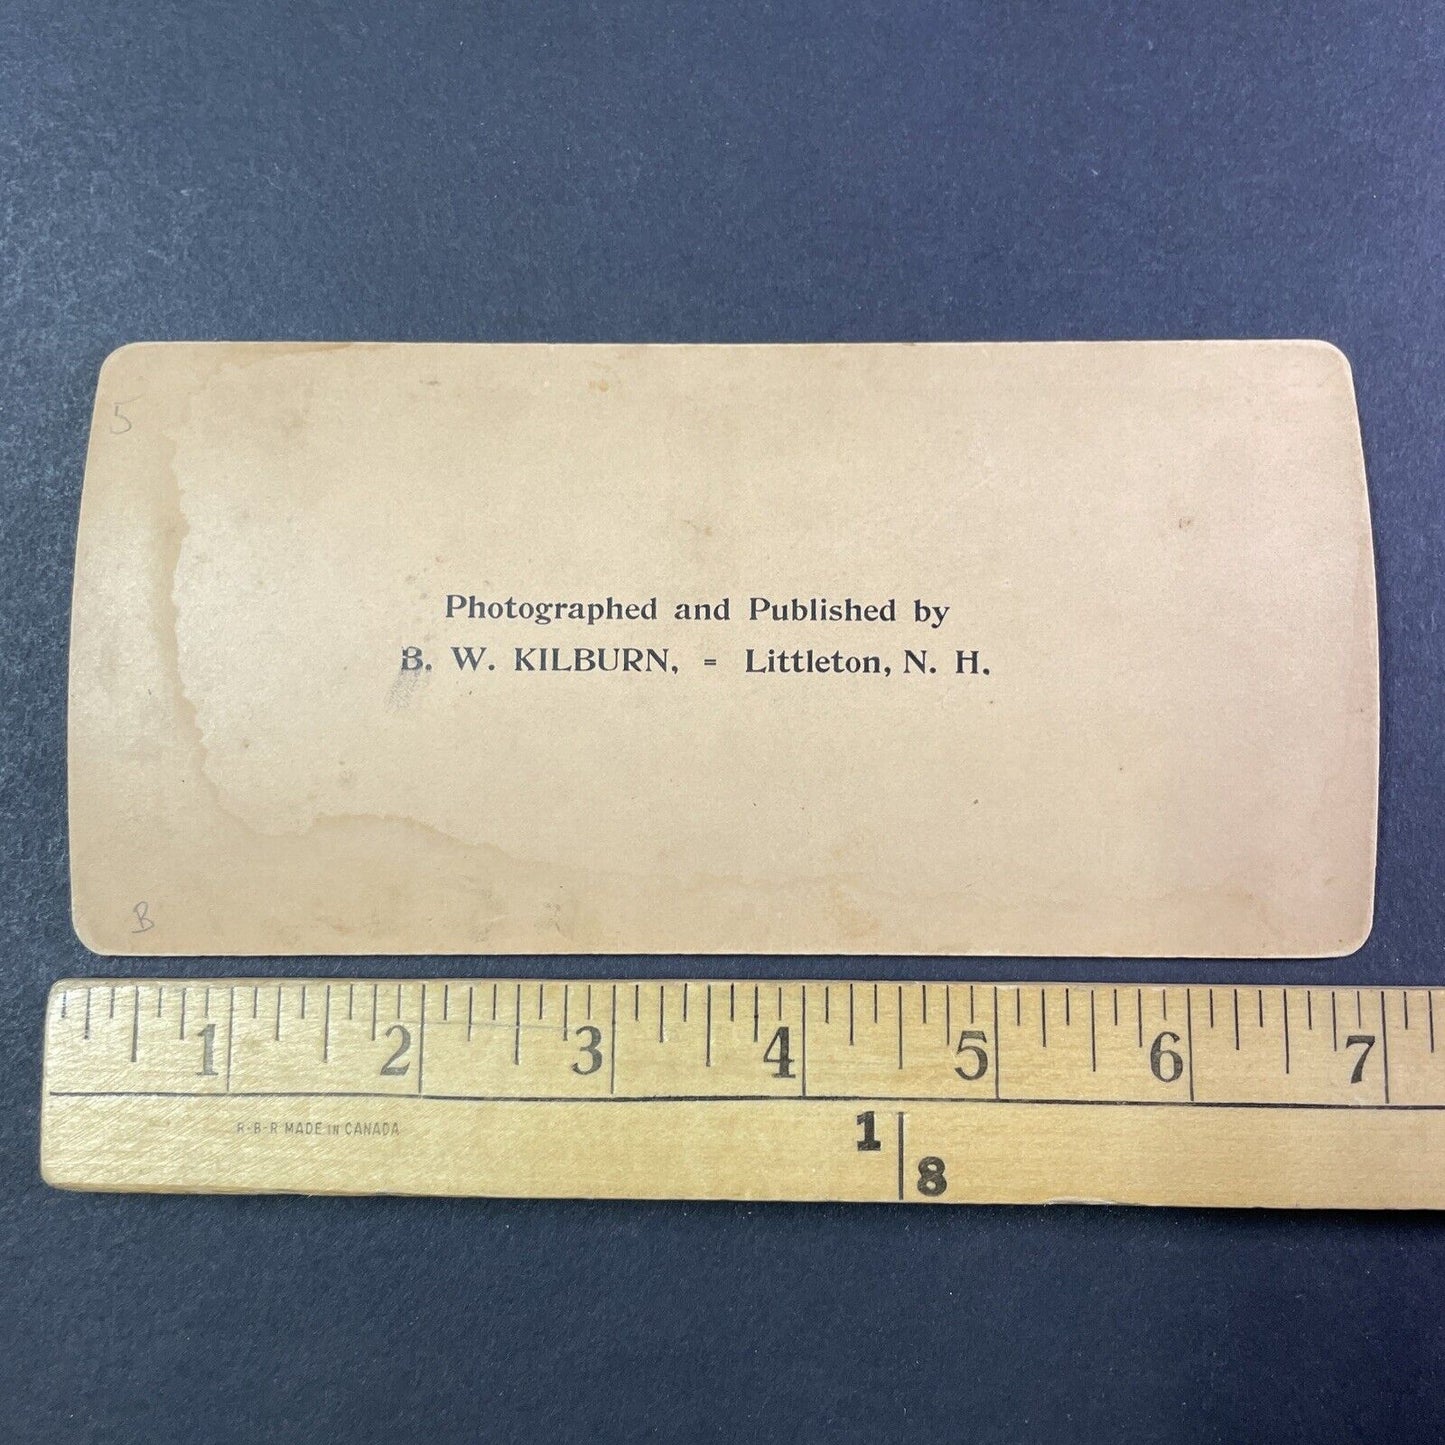 5
Photographed and Published by
B. W. KILBURN, = Littleton, N. H.
B
1 2 3 4 5 6 7
R-B-R MADE IN CANADA
1
8